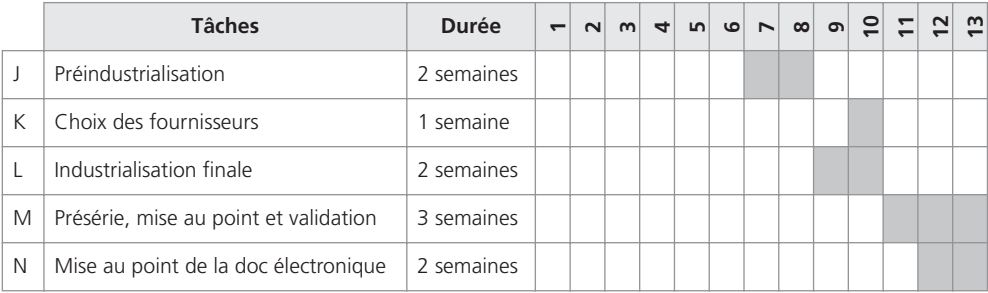 Tâches Durée 1 2 3 4 5 6 7 8 9 10 11 12 13
J Préindustrialisation 2 semaines
K Choix des fournisseurs 1 semaine
L Industrialisation finale 2 semaines
M Présérie, mise au point et validation 3 semaines
N Mise au point de la doc électronique 2 semaines